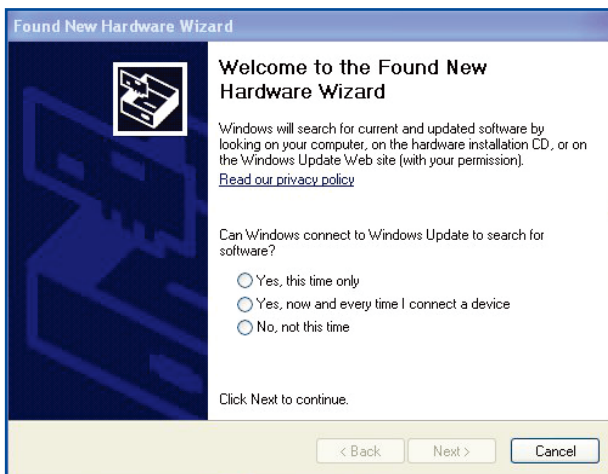 Found New Hardware Wizard
Welcome to the Found New
Hardware Wizard
Windows will search for current and updated software by
looking on your computer, on the hardware installation CD, or on
the Windows Update Web site (with your permission).
Read our privacy policy
Can Windows connect to Windows Update to search for
software?
Yes, this time only
Yes, now and every time I connect a device
No, not this time
Click Next to continue.
< Back
Next >
Cancel